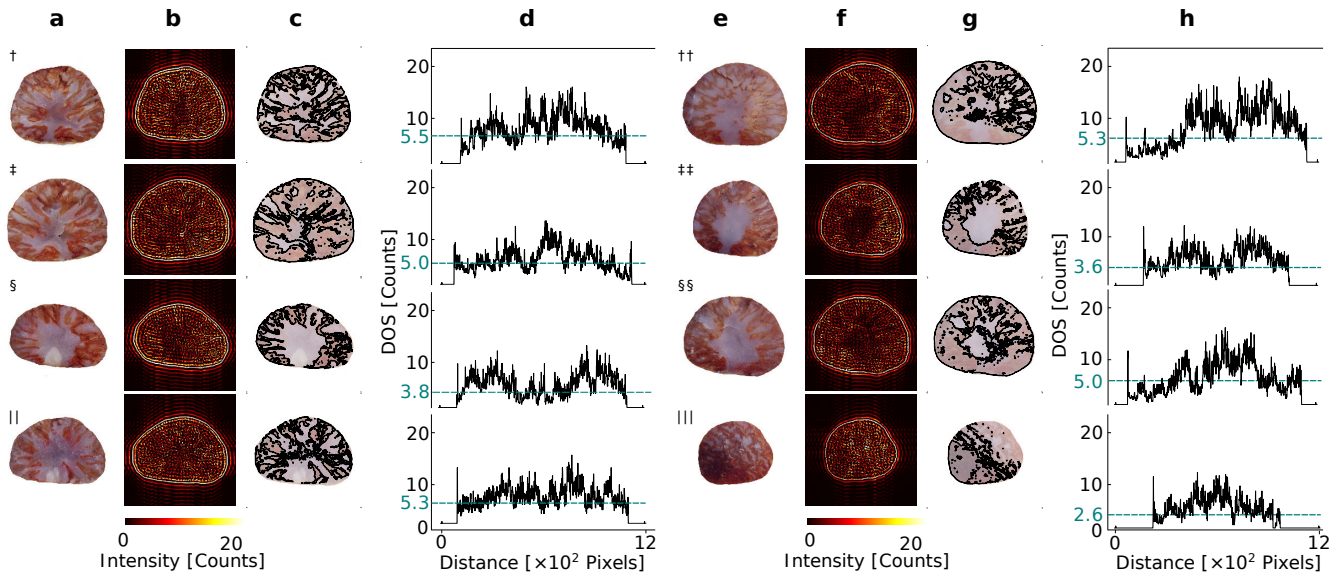 a b c d e f g h
† 20 †† 20
10 10
5.5 5.3
‡ 20 ‡‡ 20
10 10
5.0 3.6
§ 20 §§ 20
10 10
3.8 5.0
|| 20 ||| 20
10 10
5.3 2.6
0
DOS [Counts] DOS [Counts]
0 20 0 12 0 20 0 12
Intensity [Counts] Distance [×10² Pixels] Intensity [Counts] Distance [×10² Pixels]